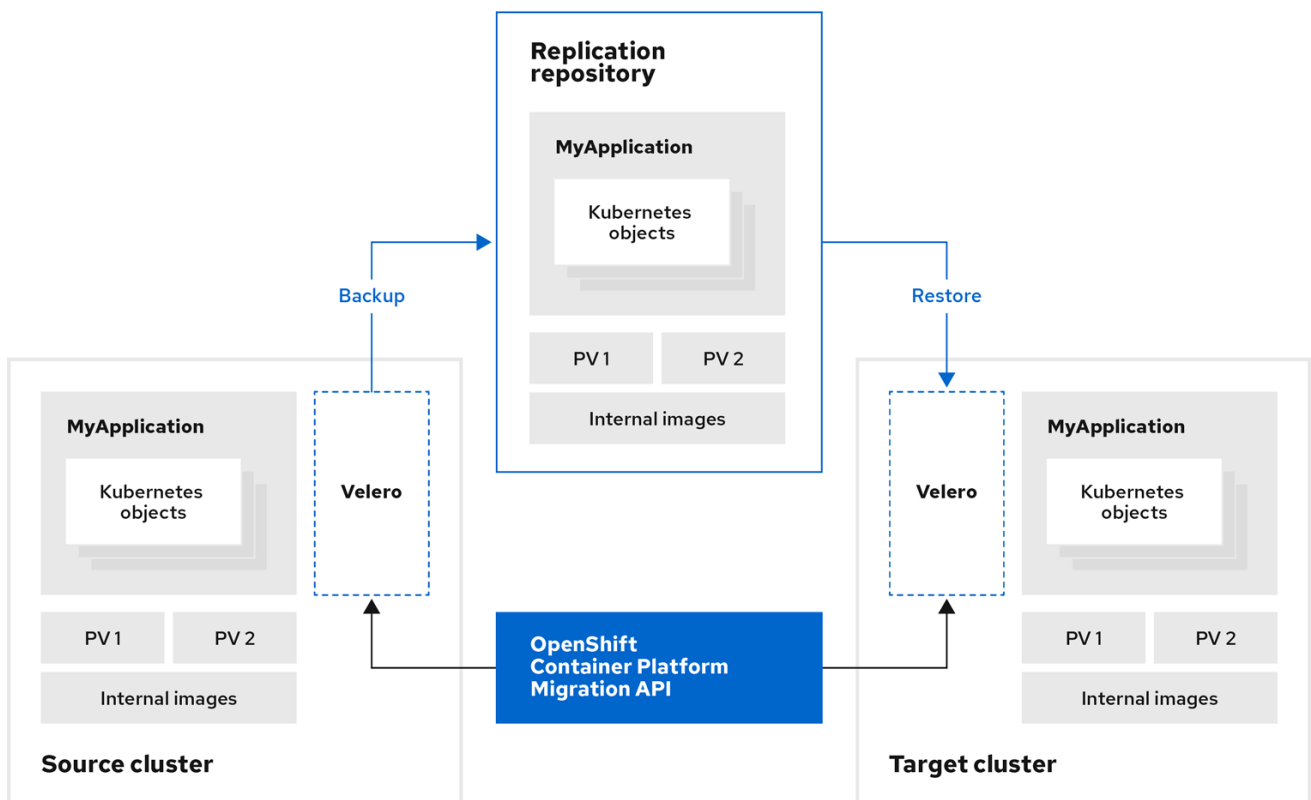 Replication
repository
MyApplication
Kubernetes
objects
Backup
Restore
PV 1
PV 2
Internal images
MyApplication
Kubernetes
objects
Velero
PV 1
PV 2
Internal images
Source cluster
OpenShift
Container Platform
Migration API
Velero
MyApplication
Kubernetes
objects
PV 1
PV 2
Internal images
Target cluster